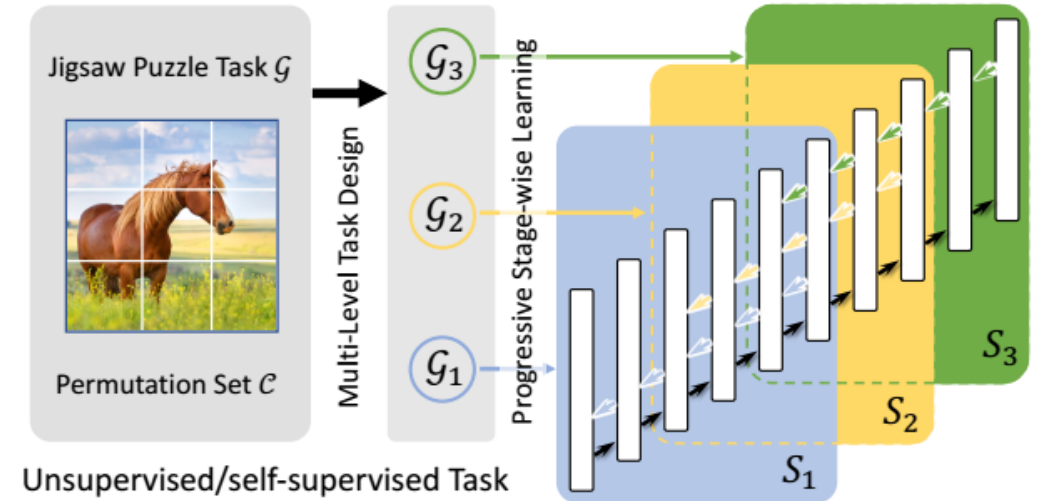 Jigsaw Puzzle Task 𝒢
Permutation Set 𝒞
Unsupervised/self-supervised Task
Multi-Level Task Design
𝒢₃
𝒢₂
𝒢₁
Progressive Stage-wise Learning
S₃
S₂
S₁